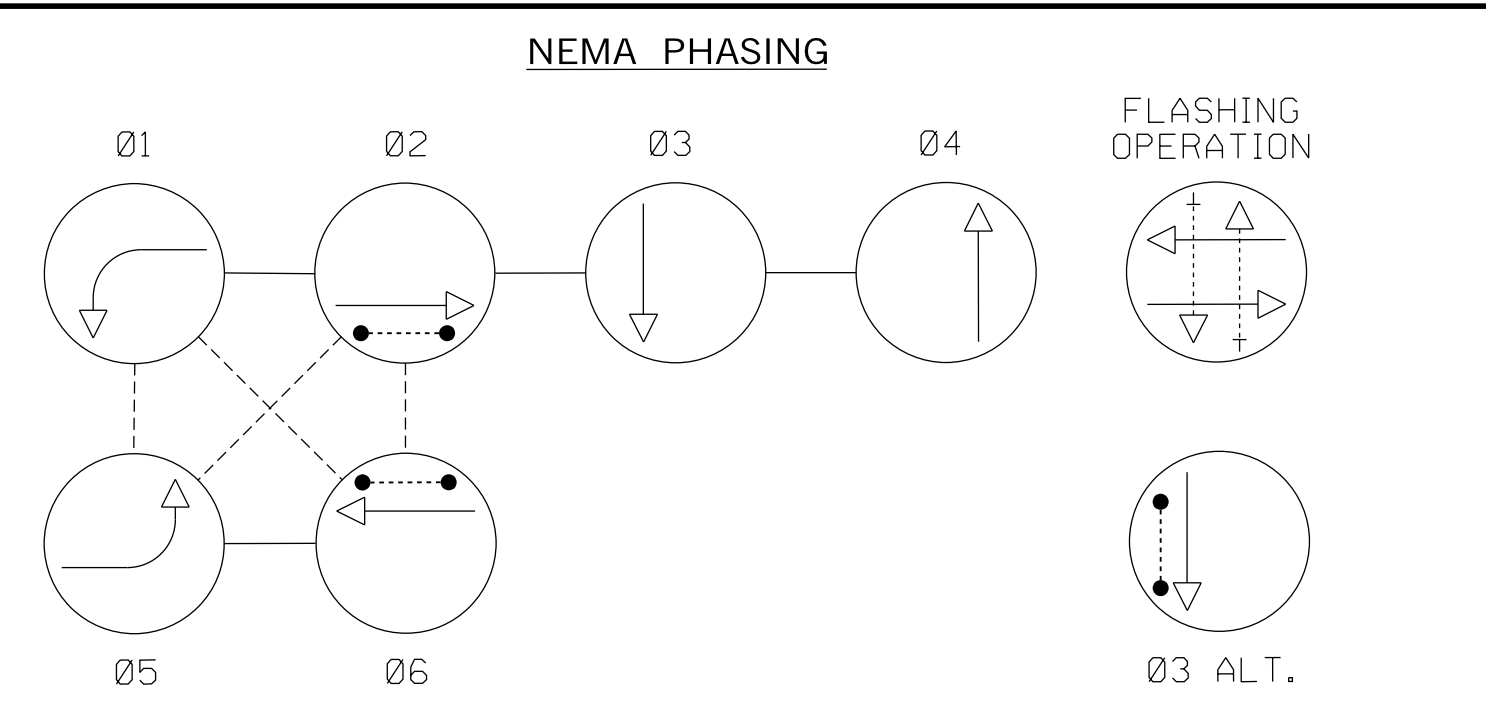 NEMA PHASING
FLASHING
OPERATION
Ø1
Ø2
Ø3
Ø4
Ø5
Ø6
Ø3 ALT.